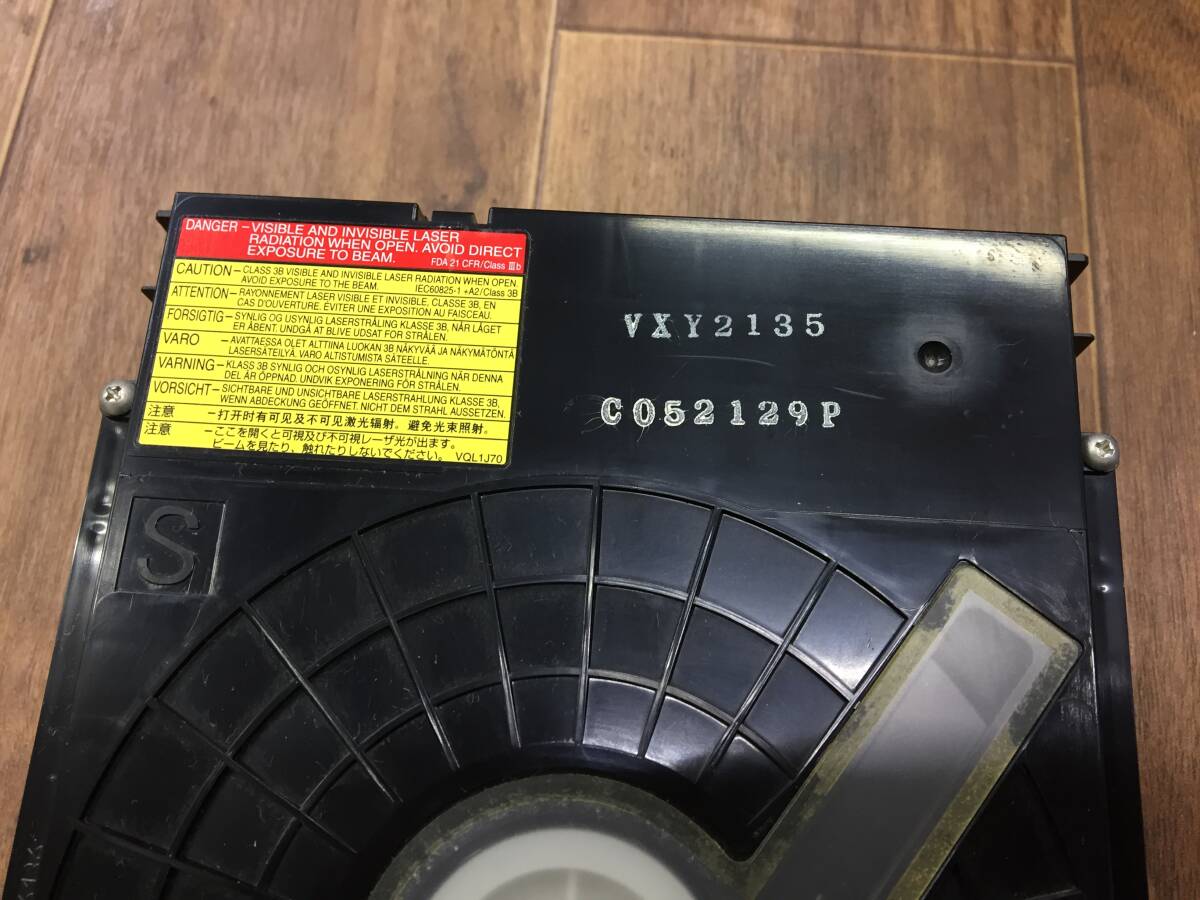 DANGER – VISIBLE AND INVISIBLE LASER
RADIATION WHEN OPEN. AVOID DIRECT
EXPOSURE TO BEAM. FDA 21 CFR/Class Ⅲb
CAUTION – CLASS 3B VISIBLE AND INVISIBLE LASER RADIATION WHEN OPEN.
AVOID EXPOSURE TO THE BEAM. IEC60825-1 +A2/Class 3B
ATTENTION – RAYONNEMENT LASER VISIBLE ET INVISIBLE, CLASSE 3B, EN
CAS D'OUVERTURE. ÉVITER UNE EXPOSITION AU FAISCEAU.
FORSIGTIG – SYNLIG OG USYNLIG LASERSTRÅLING KLASSE 3B, NÅR LÅGET
ER ÅBENT. UNDGÅ AT BLIVE UDSAT FOR STRÅLEN.
VARO – AVATTAESSA OLET ALTTIINA LUOKAN 3B NÄKYVÄÄ JA NÄKYMÄTÖNTÄ
LASERSÄTEILYÄ. VARO ALTISTUMISTA SÄTEELLE.
VARNING – KLASS 3B SYNLIG OCH OSYNLIG LASERSTRÅLNING NÄR DENNA
DEL ÄR ÖPPNAD. UNDVIK EXPONERING FÖR STRÅLEN.
VORSICHT – SICHTBARE UND UNSICHTBARE LASERSTRAHLUNG KLASSE 3B,
WENN ABDECKUNG GEÖFFNET. NICHT DEM STRAHL AUSSETZEN.
注意 – 打开时有可见及不可见激光辐射。避免光束照射。
注意 – ここを開くと可視及び不可視レーザ光が出ます。
ビームを見たり、触れたりしないでください。 VQL1J70
VXY2135
C052129P
S